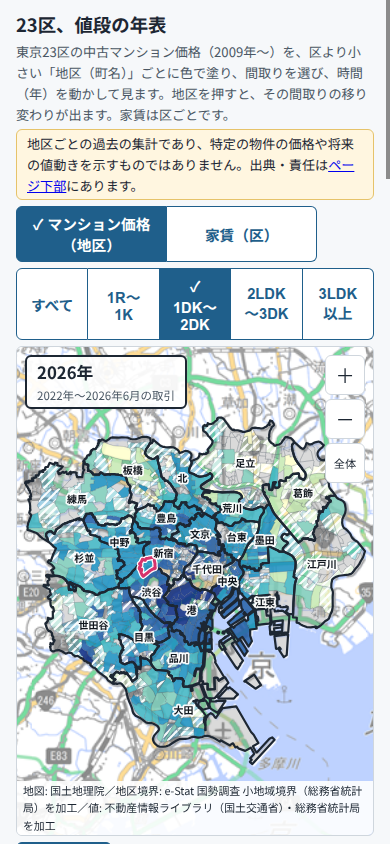 23区、値段の年表
東京23区の中古マンション価格（2009年〜）を、区より小
さい「地区（町名）」ごとに色で塗り、間取りを選び、時間
（年）を動かして見ます。地区を押すと、その間取りの移り
変わりが出ます。家賃は区ごとです。
地区ごとの過去の集計であり、特定の物件の価格や将来
の値動きを示すものではありません。出典・責任はペー
ジ下部にあります。
✓ マンション価格
（地区）
家賃（区）
すべて
1R〜
1K
✓
1DK〜
2DK
2LDK
〜3DK
3LDK
以上
2026年
2022年〜2026年6月の取引
＋
−
全体
足立
板橋
北
葛飾
練馬
荒川
豊島
文京
台東
墨田
中野
新宿
杉並
千代田
江戸川
中央
渋谷
江東
港
世田谷
目黒
品川
大田
E20
35
246
E83
京
土
多摩川
地図: 国土地理院／地区境界: e-Stat 国勢調査 小地域境界（総務省統計
局）を加工／値: 不動産情報ライブラリ（国土交通省）・総務省統計局
を加工